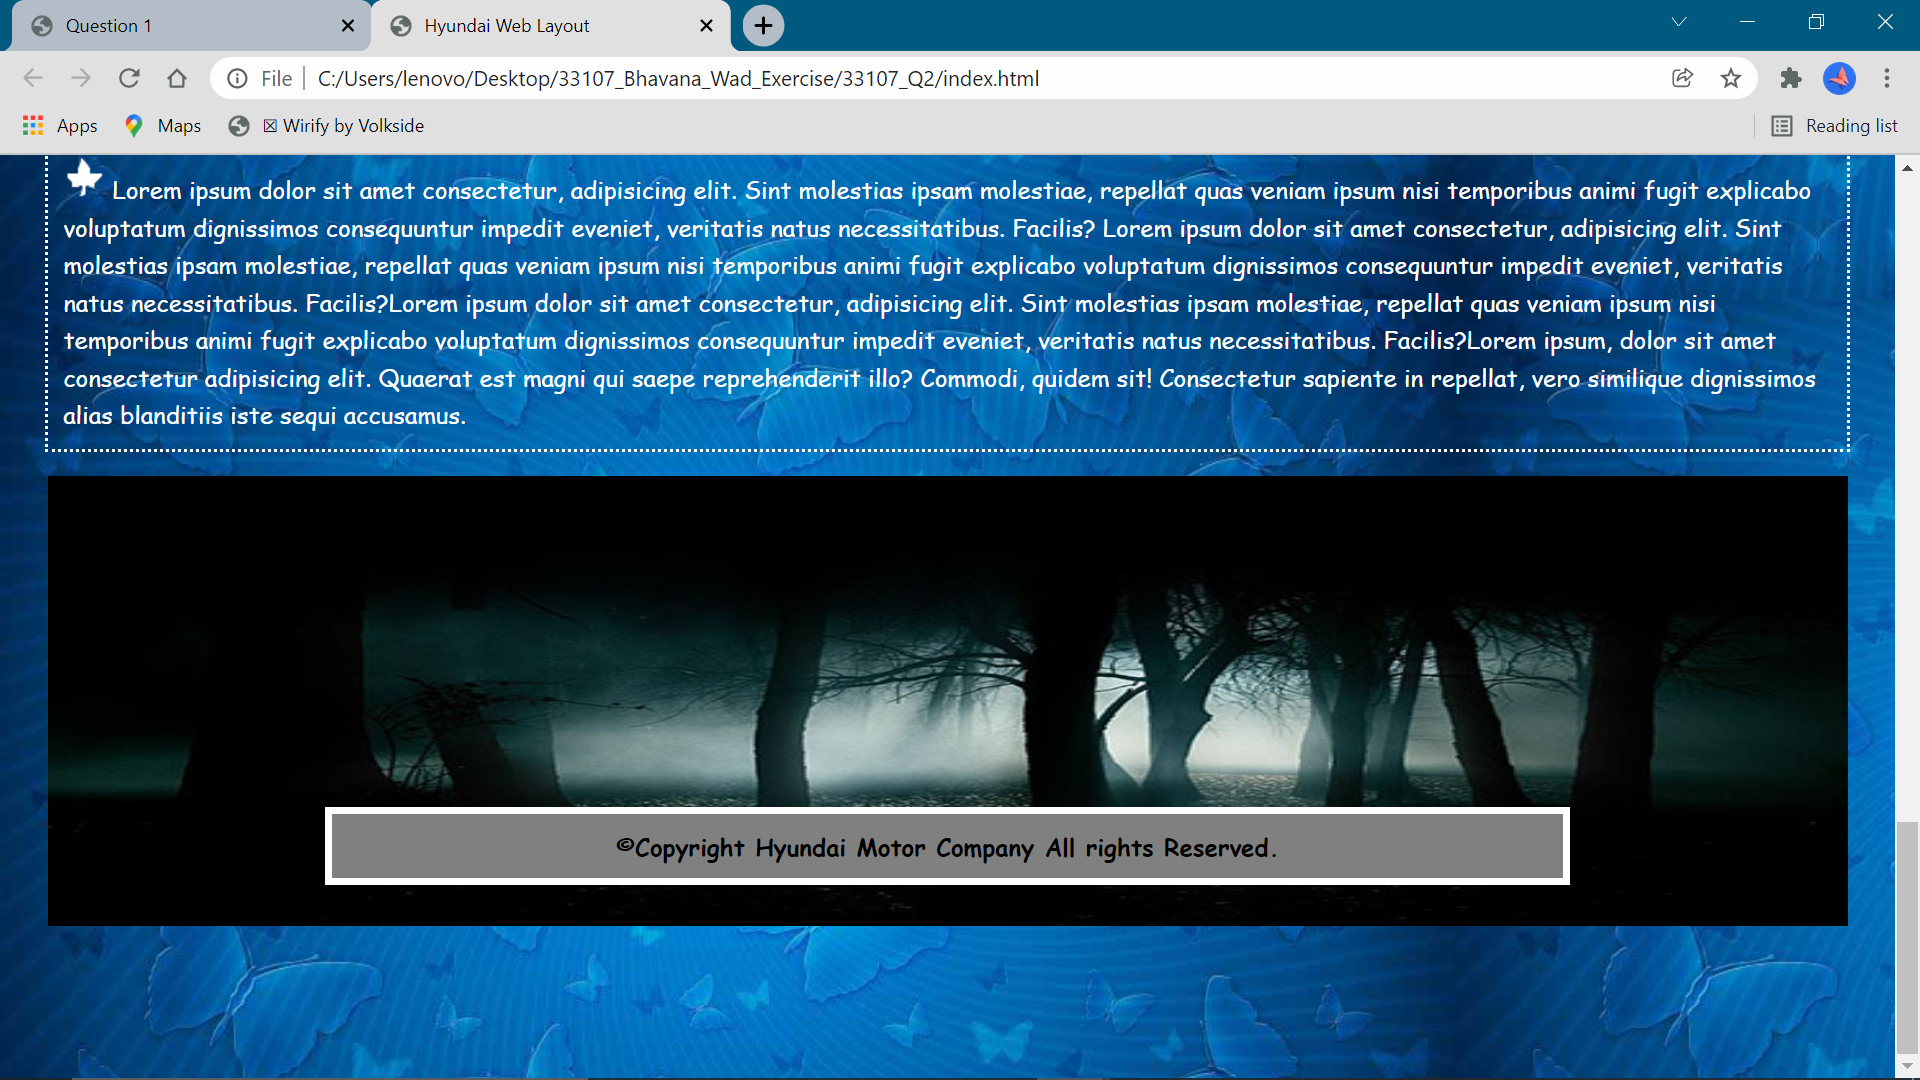 Question 1
Hyundai Web Layout
File
C:/Users/lenovo/Desktop/33107_Bhavana_Wad_Exercise/33107_Q2/index.html
Apps
Maps
☒ Wirify by Volkside
Reading list
Lorem ipsum dolor sit amet consectetur, adipisicing elit. Sint molestias ipsam molestiae, repellat quas veniam ipsum nisi temporibus animi fugit explicabo
voluptatum dignissimos consequuntur impedit eveniet, veritatis natus necessitatibus. Facilis? Lorem ipsum dolor sit amet consectetur, adipisicing elit. Sint
molestias ipsam molestiae, repellat quas veniam ipsum nisi temporibus animi fugit explicabo voluptatum dignissimos consequuntur impedit eveniet, veritatis
natus necessitatibus. Facilis?Lorem ipsum dolor sit amet consectetur, adipisicing elit. Sint molestias ipsam molestiae, repellat quas veniam ipsum nisi
temporibus animi fugit explicabo voluptatum dignissimos consequuntur impedit eveniet, veritatis natus necessitatibus. Facilis?Lorem ipsum, dolor sit amet
consectetur adipisicing elit. Quaerat est magni qui saepe reprehenderit illo? Commodi, quidem sit! Consectetur sapiente in repellat, vero similique dignissimos
alias blanditiis iste sequi accusamus.
©Copyright Hyundai Motor Company All rights Reserved.